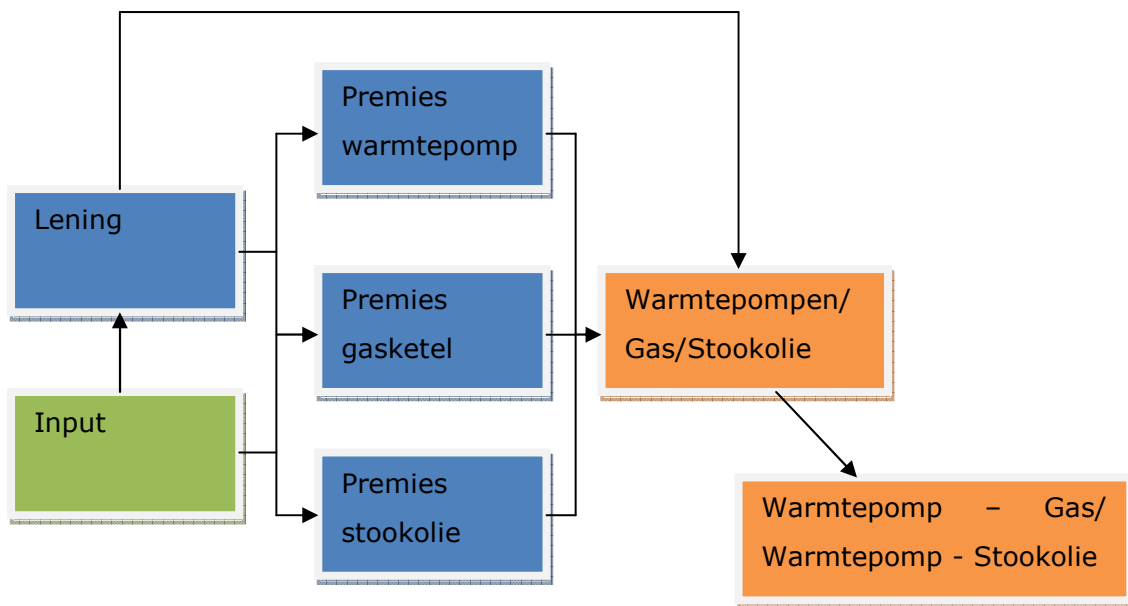 Premies
warmtepomp
Lening
Premies
gasketel
Warmtepompen/
Gas/Stookolie
Input
Premies
stookolie
Warmtepomp – Gas/
Warmtepomp - Stookolie